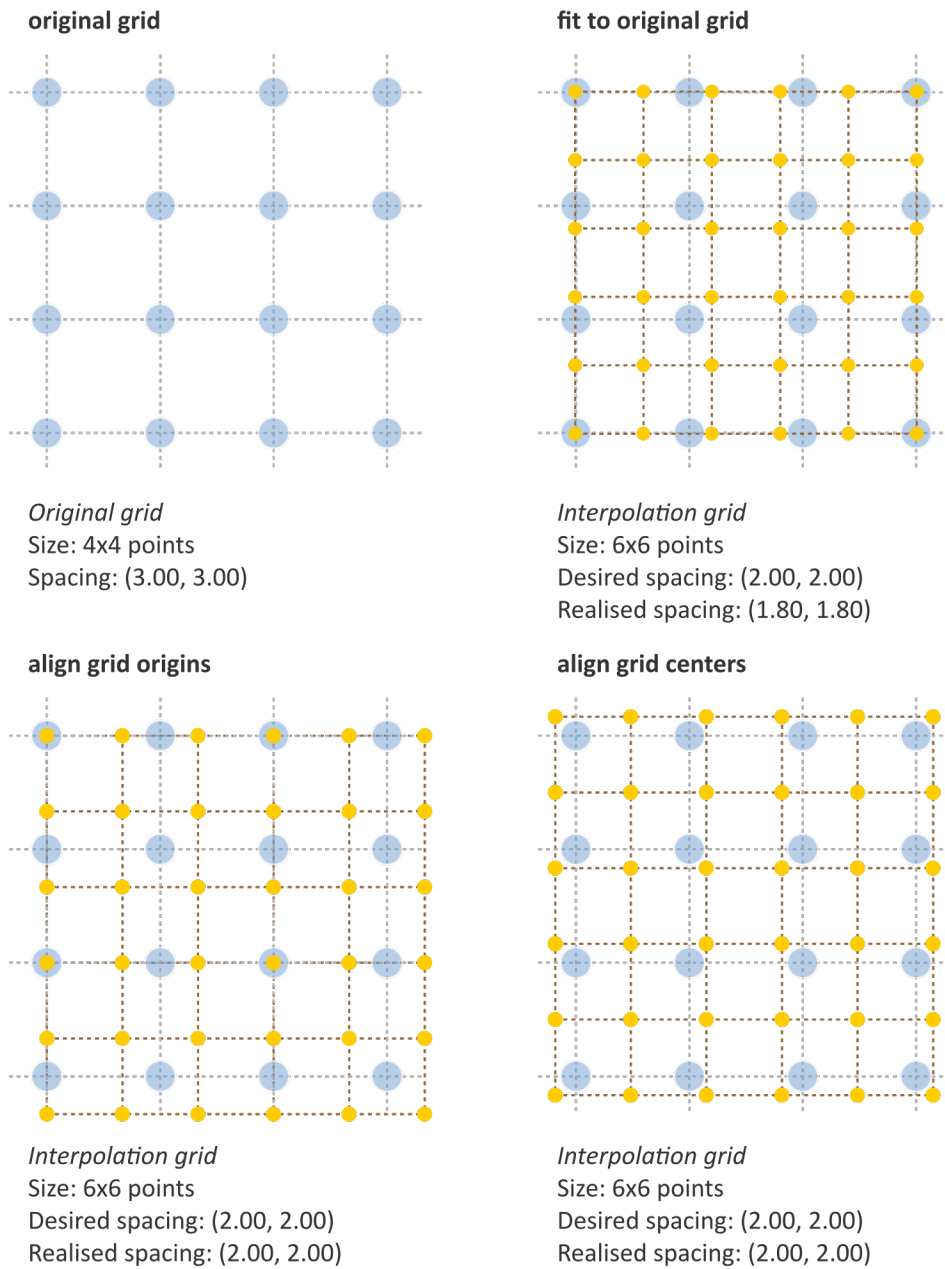 original grid
Original grid
Size: 4x4 points
Spacing: (3.00, 3.00)
fit to original grid
Interpolation grid
Size: 6x6 points
Desired spacing: (2.00, 2.00)
Realised spacing: (1.80, 1.80)
align grid origins
Interpolation grid
Size: 6x6 points
Desired spacing: (2.00, 2.00)
Realised spacing: (2.00, 2.00)
align grid centers
Interpolation grid
Size: 6x6 points
Desired spacing: (2.00, 2.00)
Realised spacing: (2.00, 2.00)